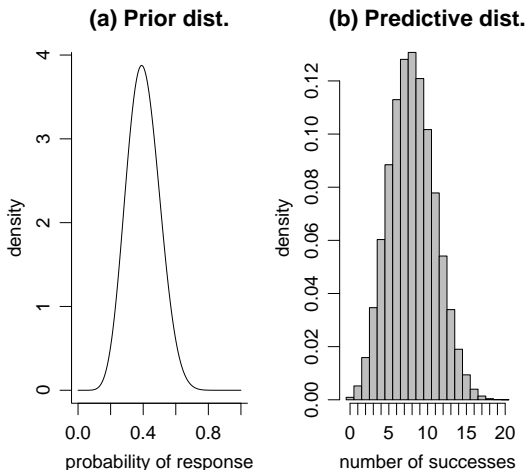 (a) Prior dist.
density
4
3
2
1
0
0.0 0.4 0.8
probability of response
(b) Predictive dist.
density
0.12
0.10
0.08
0.06
0.04
0.02
0.00
0 5 10 15 20
number of successes